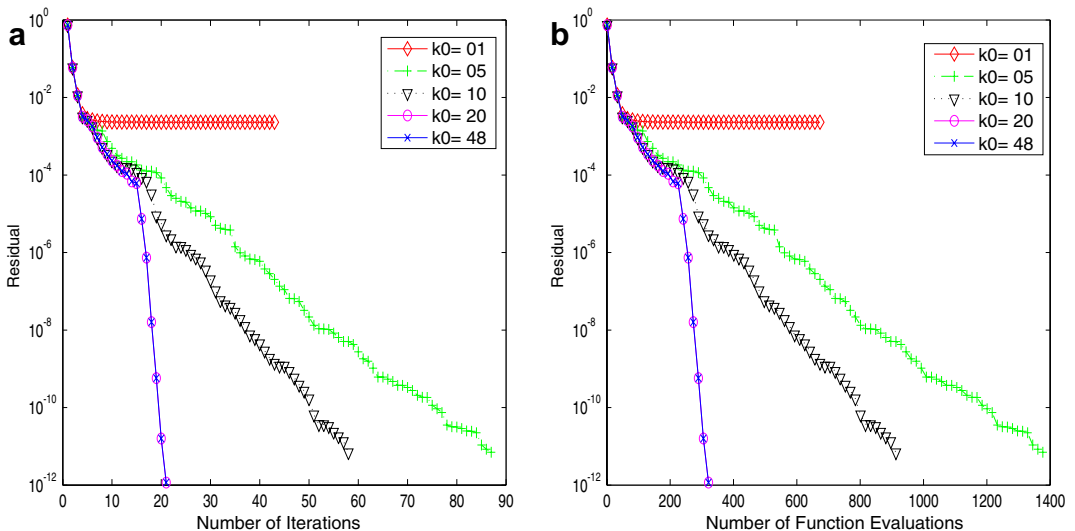 a
10^0
10^-2
10^-4
10^-6
10^-8
10^-10
10^-12
Residual
0 10 20 30 40 50 60 70 80 90
Number of Iterations
k0= 01
k0= 05
k0= 10
k0= 20
k0= 48
b
10^0
10^-2
10^-4
10^-6
10^-8
10^-10
10^-12
Residual
0 200 400 600 800 1000 1200 1400
Number of Function Evaluations
k0= 01
k0= 05
k0= 10
k0= 20
k0= 48